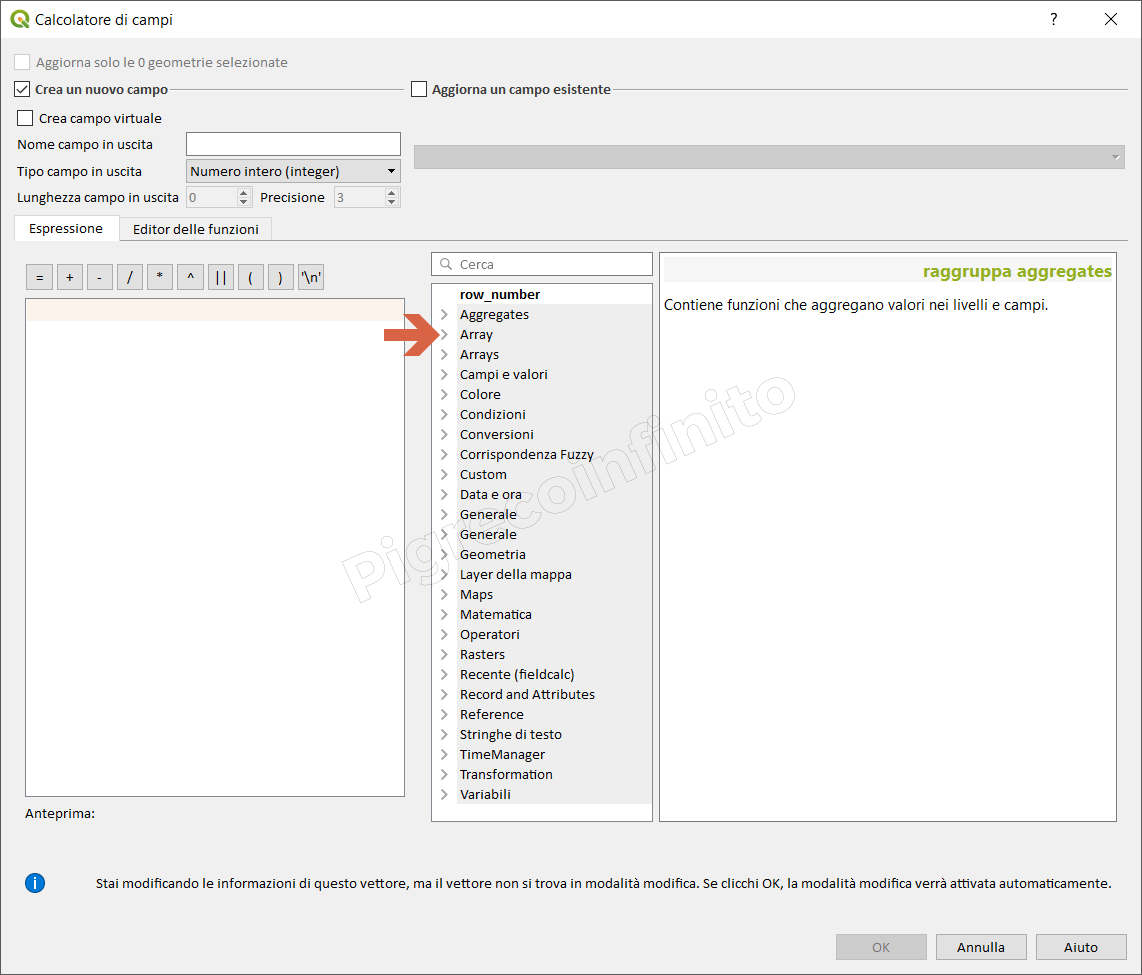 Calcolatore di campi
?
Aggiorna solo le 0 geometrie selezionate
Crea un nuovo campo
Aggiorna un campo esistente
Crea campo virtuale
Nome campo in uscita
Tipo campo in uscita Numero intero (integer)
Lunghezza campo in uscita 0 Precisione 3
Espressione Editor delle funzioni
= + - / * ^ || ( ) '\n'
Cerca
row_number
Aggregates
Array
Arrays
Campi e valori
Colore
Condizioni
Conversioni
Corrispondenza Fuzzy
Custom
Data e ora
Generale
Generale
Geometria
Layer della mappa
Maps
Matematica
Operatori
Rasters
Recente (fieldcalc)
Record and Attributes
Reference
Stringhe di testo
TimeManager
Transformation
Variabili
raggruppa aggregates
Contiene funzioni che aggregano valori nei livelli e campi.
Pigrecoinfinito
Anteprima:
Stai modificando le informazioni di questo vettore, ma il vettore non si trova in modalità modifica. Se clicchi OK, la modalità modifica verrà attivata automaticamente.
OK Annulla Aiuto